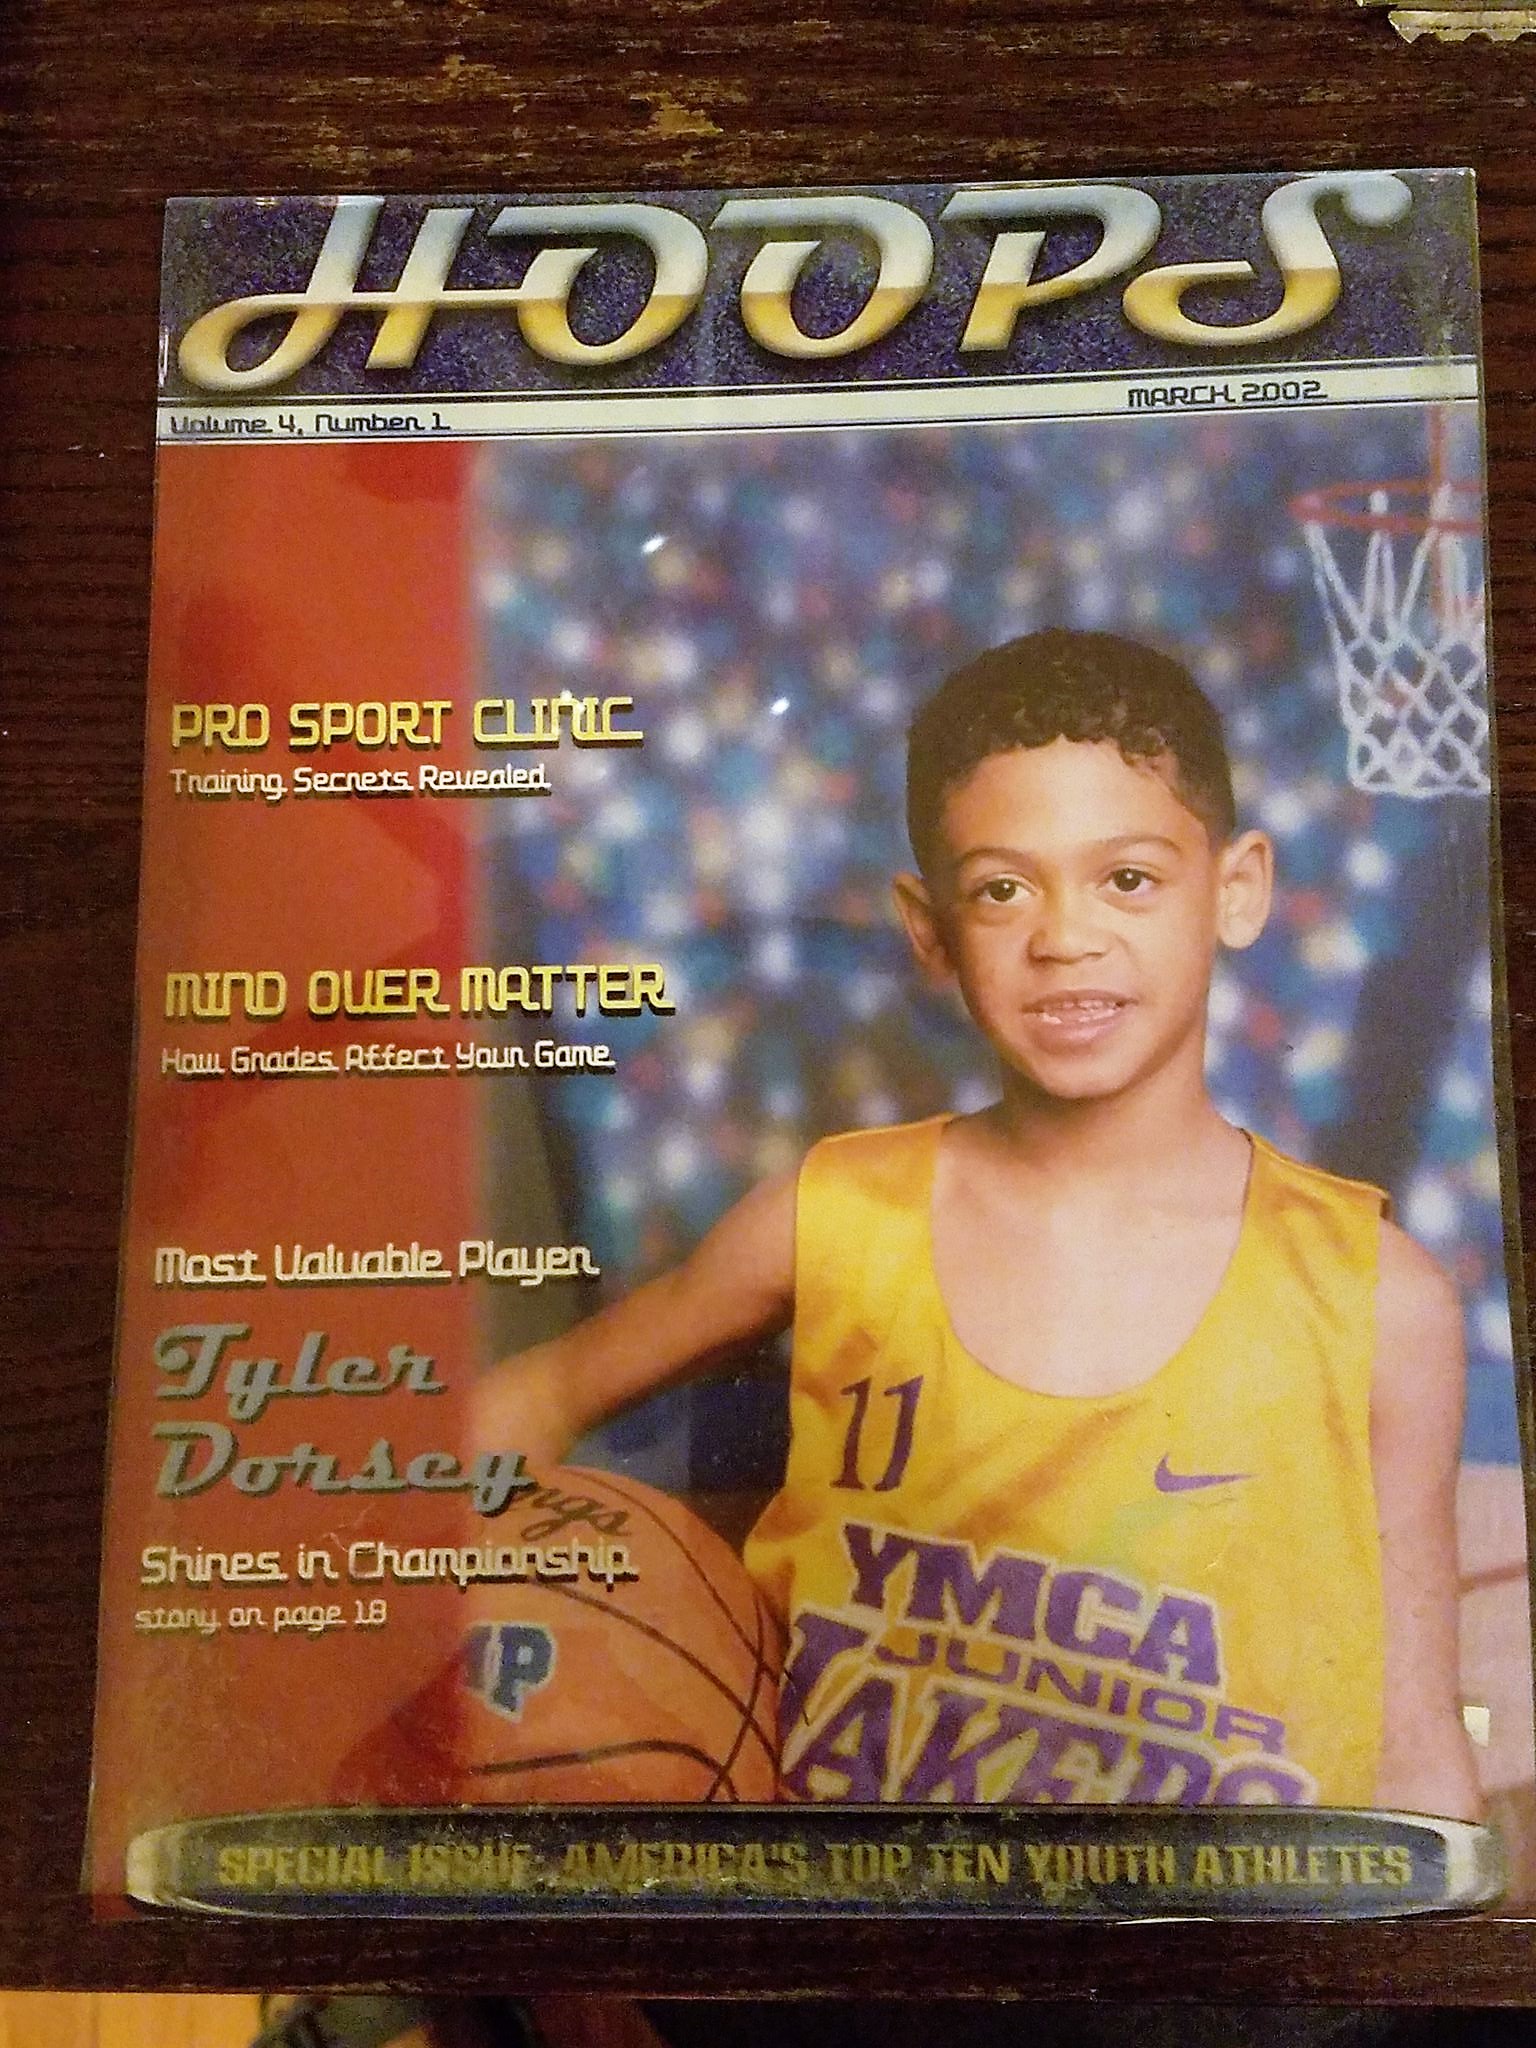 HOOPS
MARCH 2002
Volume 4, Number 1
PRO SPORT CLINIC
Training Secrets Revealed
MIND OVER MATTER
How Grades Affect Your Game
Most Valuable Player
Tyler
Dorsey
Shines in Championship
story on page 18
11
YMCA
JUNIOR
LAKERS
SPECIAL ISSUE: AMERICA'S TOP TEN YOUTH ATHLETES